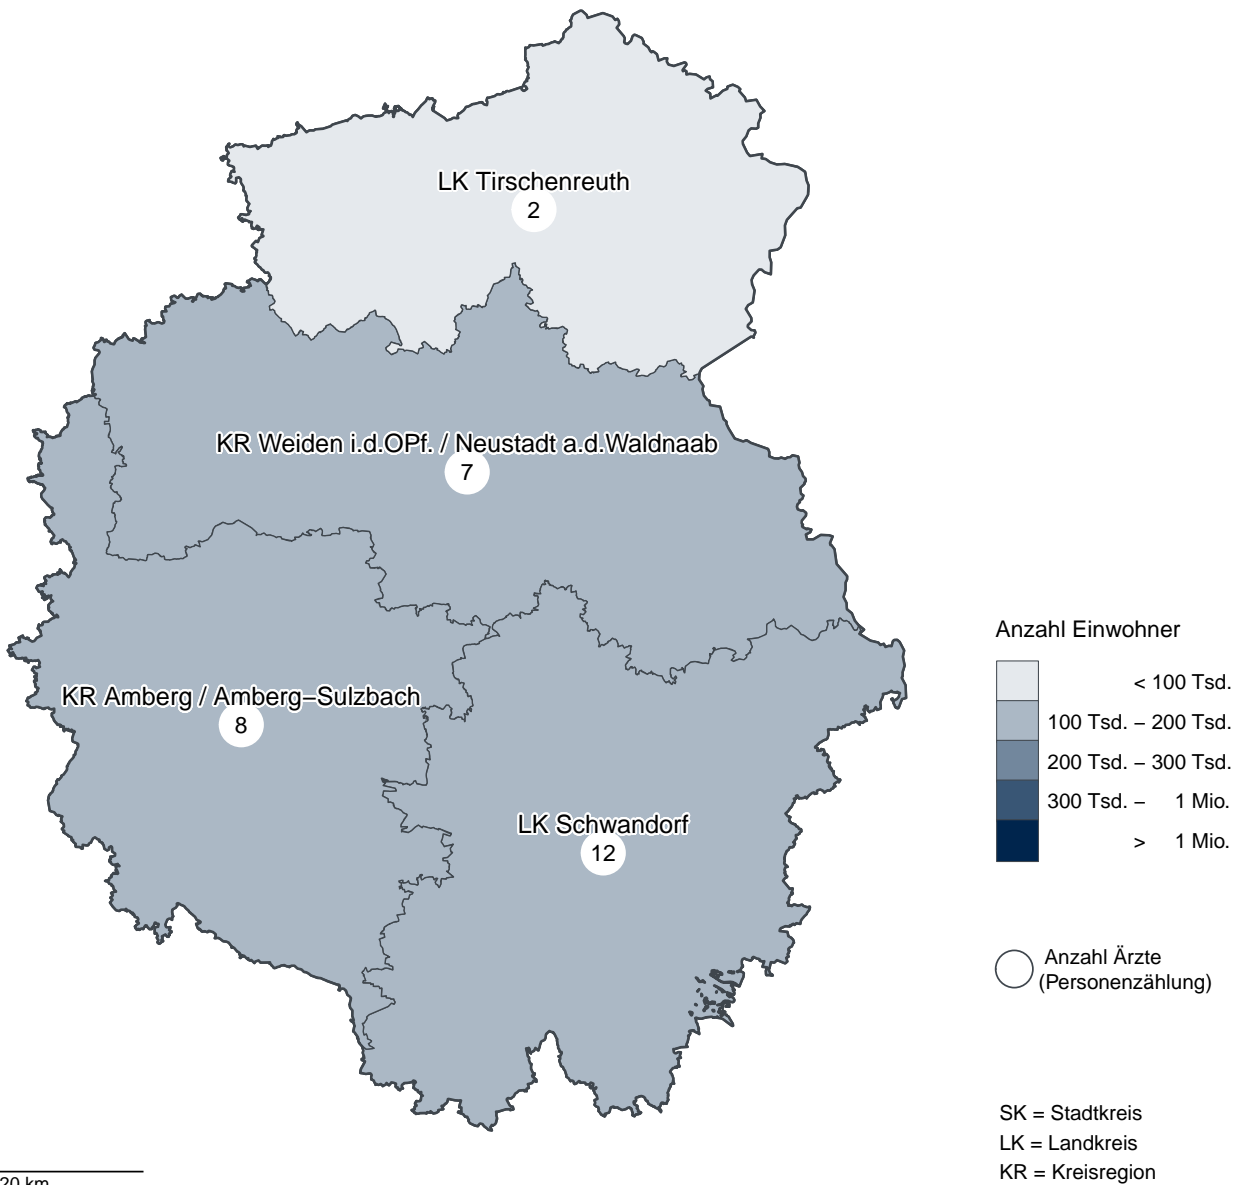 LK Tirschenreuth
2
KR Weiden i.d.OPf. / Neustadt a.d.Waldnaab
7
KR Amberg / Amberg−Sulzbach
8
LK Schwandorf
12
Anzahl Einwohner
< 100 Tsd.
100 Tsd. − 200 Tsd.
200 Tsd. − 300 Tsd.
300 Tsd. − 1 Mio.
> 1 Mio.
Anzahl Ärzte
(Personenzählung)
SK = Stadtkreis
LK = Landkreis
KR = Kreisregion
20 km